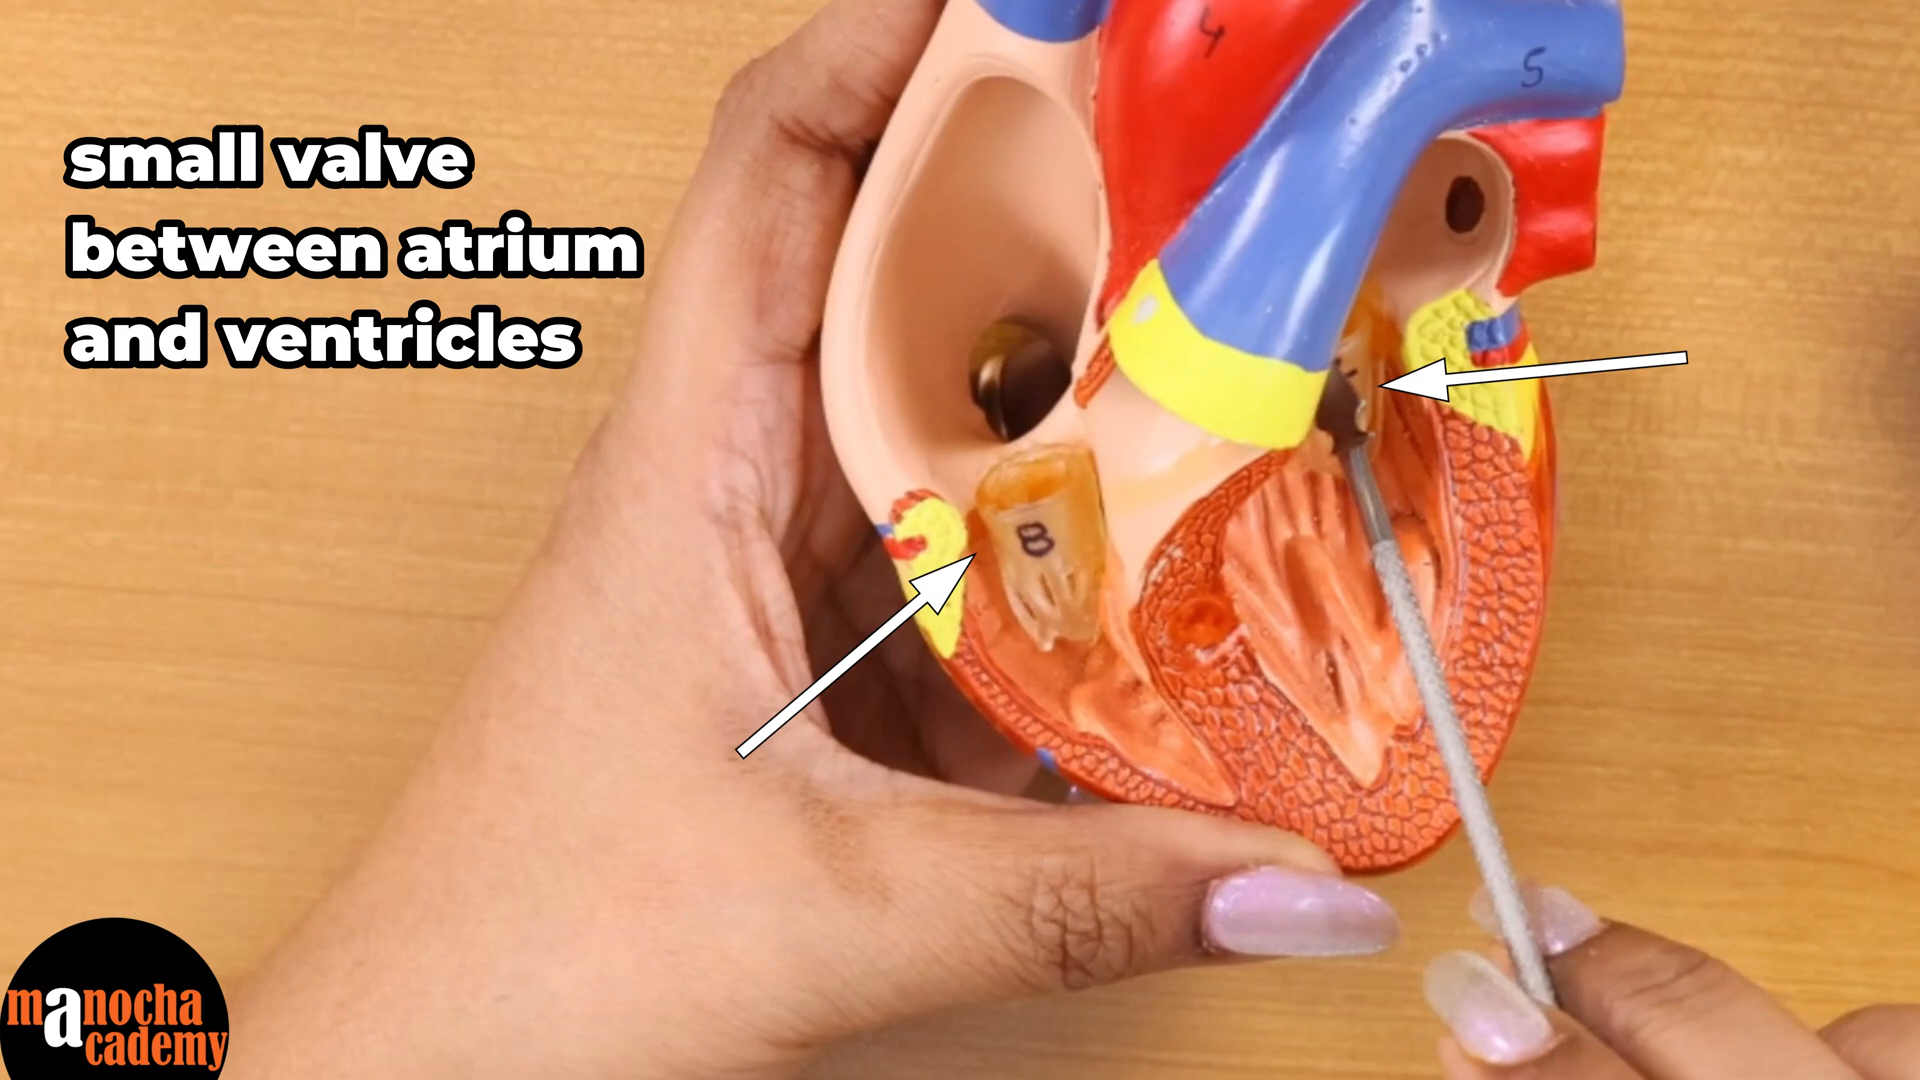 small valve
between atrium
and ventricles
4
5
B
manocha
academy